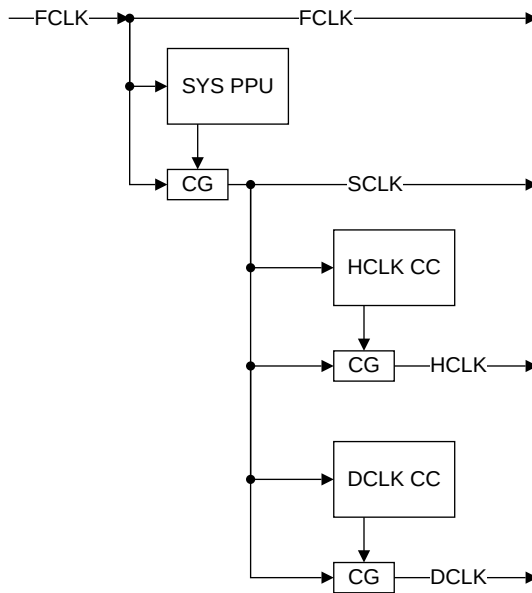 FCLK
FCLK
SYS PPU
CG
SCLK
HCLK CC
CG
HCLK
DCLK CC
CG
DCLK